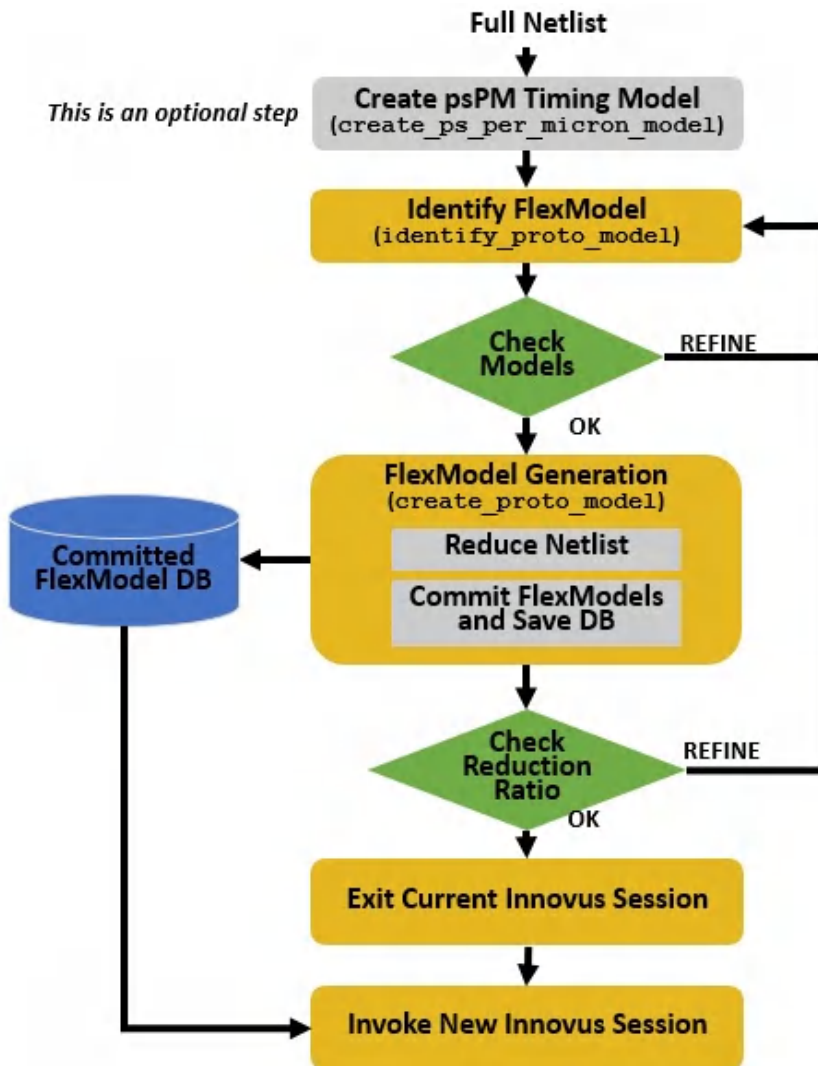 Full Netlist
This is an optional step
Create psPM Timing Model
(create_ps_per_micron_model)
Identify FlexModel
(identify_proto_model)
Check
Models
REFINE
OK
FlexModel Generation
(create_proto_model)
Reduce Netlist
Commit FlexModels
and Save DB
Committed
FlexModel DB
Check
Reduction
Ratio
REFINE
OK
Exit Current Innovus Session
Invoke New Innovus Session